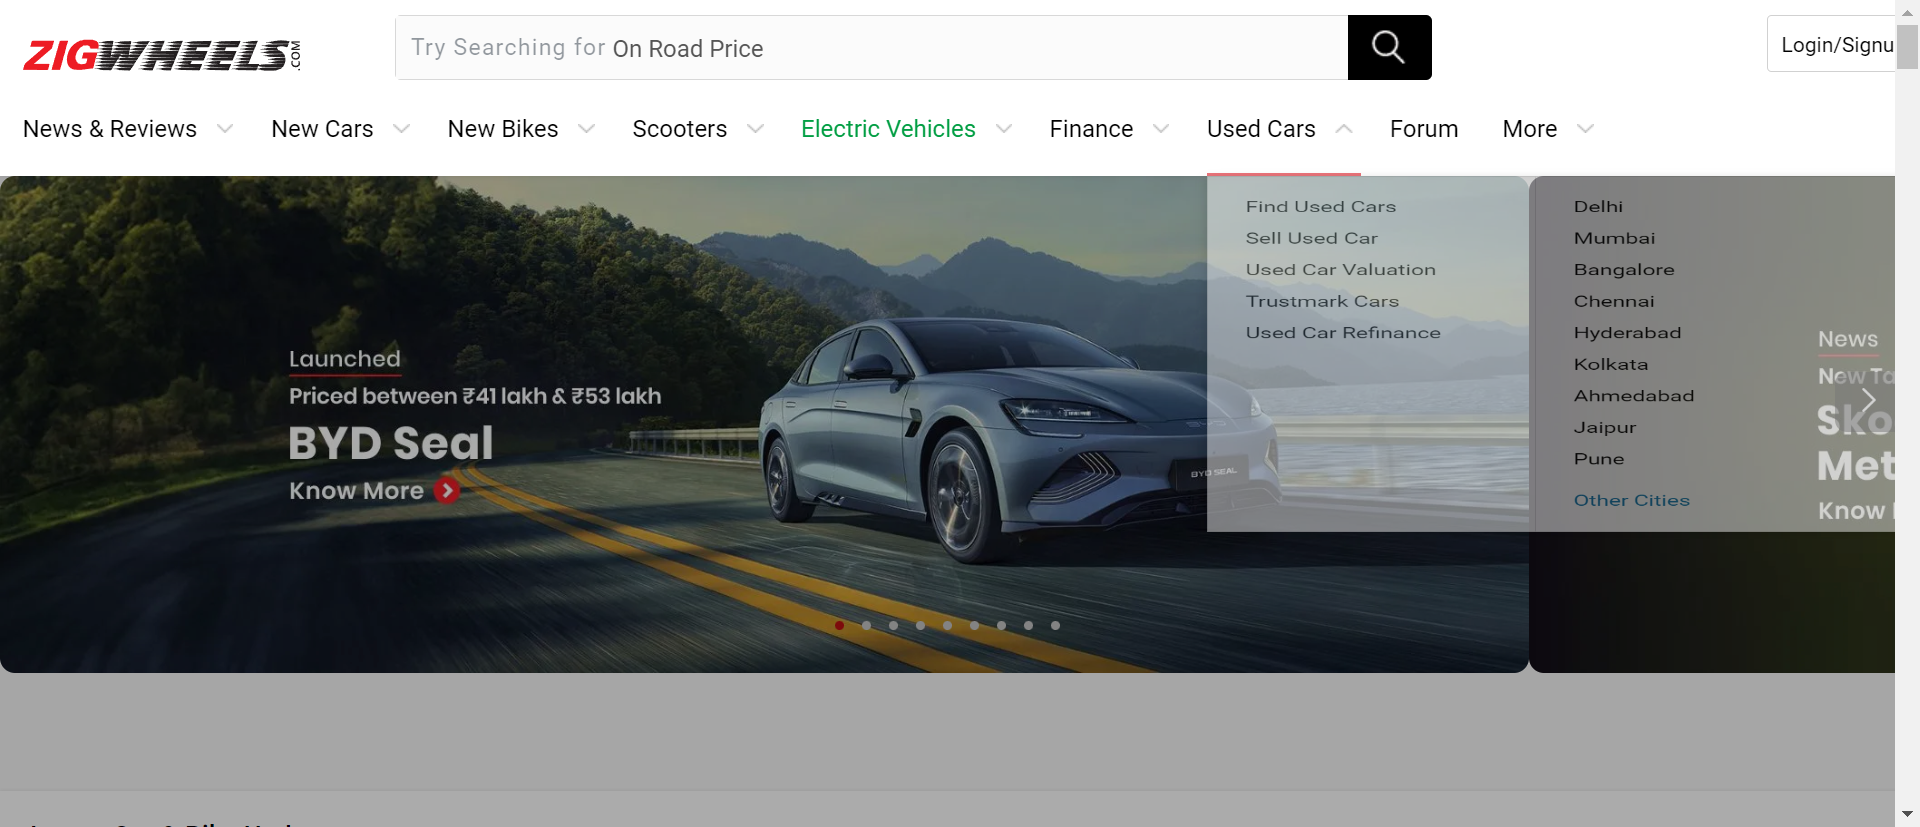 ZIGWHEELS.COM
Try Searching for On Road Price
Login/Signu
News & Reviews
New Cars
New Bikes
Scooters
Electric Vehicles
Finance
Used Cars
Forum
More
Find Used Cars
Sell Used Car
Used Car Valuation
Trustmark Cars
Used Car Refinance
Delhi
Mumbai
Bangalore
Chennai
Hyderabad
Kolkata
Ahmedabad
Jaipur
Pune
Other Cities
Launched
Priced between ₹41 lakh & ₹53 lakh
BYD Seal
Know More
BYD SEAL
News
New Ta
Sko
Met
Know